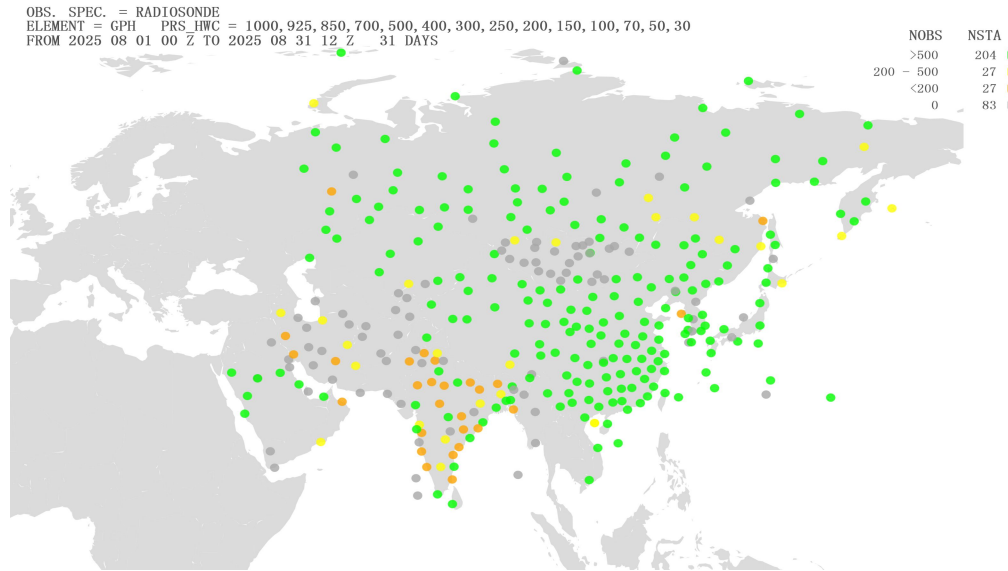 OBS. SPEC. = RADIOSONDE
ELEMENT = GPH PRS_HWC = 1000,925,850,700,500,400,300,250,200,150,100,70,50,30
FROM 2025 08 01 00 Z TO 2025 08 31 12 Z 31 DAYS
NOBS NSTA
>500 204
200 - 500 27
<200 27
0 83